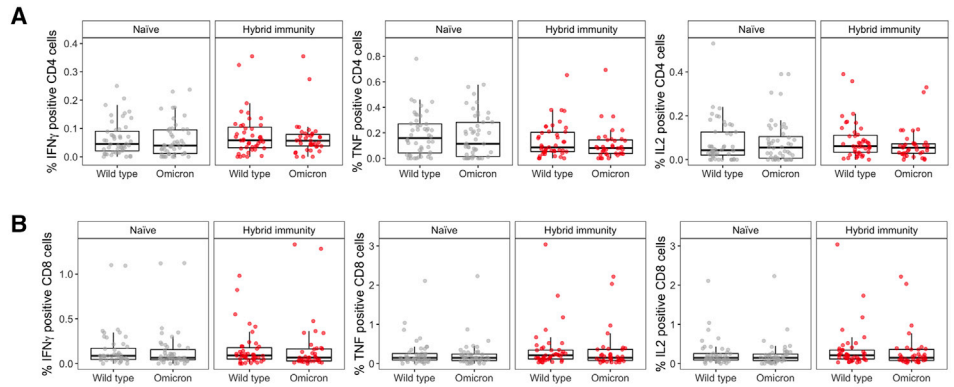 A
% IFNγ positive CD4 cells
0.4
0.3
0.2
0.1
0.0
Naïve
Hybrid immunity
Wild type
Omicron
Wild type
Omicron
% TNF positive CD4 cells
0.8
0.6
0.4
0.2
0.0
Naïve
Hybrid immunity
Wild type
Omicron
Wild type
Omicron
% IL2 positive CD4 cells
0.4
0.2
0.0
Naïve
Hybrid immunity
Wild type
Omicron
Wild type
Omicron
B
% IFNγ positive CD8 cells
1.0
0.5
0.0
Naïve
Hybrid immunity
Wild type
Omicron
Wild type
Omicron
% TNF positive CD8 cells
3
2
1
0
Naïve
Hybrid immunity
Wild type
Omicron
Wild type
Omicron
% IL2 positive CD8 cells
3
2
1
0
Naïve
Hybrid immunity
Wild type
Omicron
Wild type
Omicron